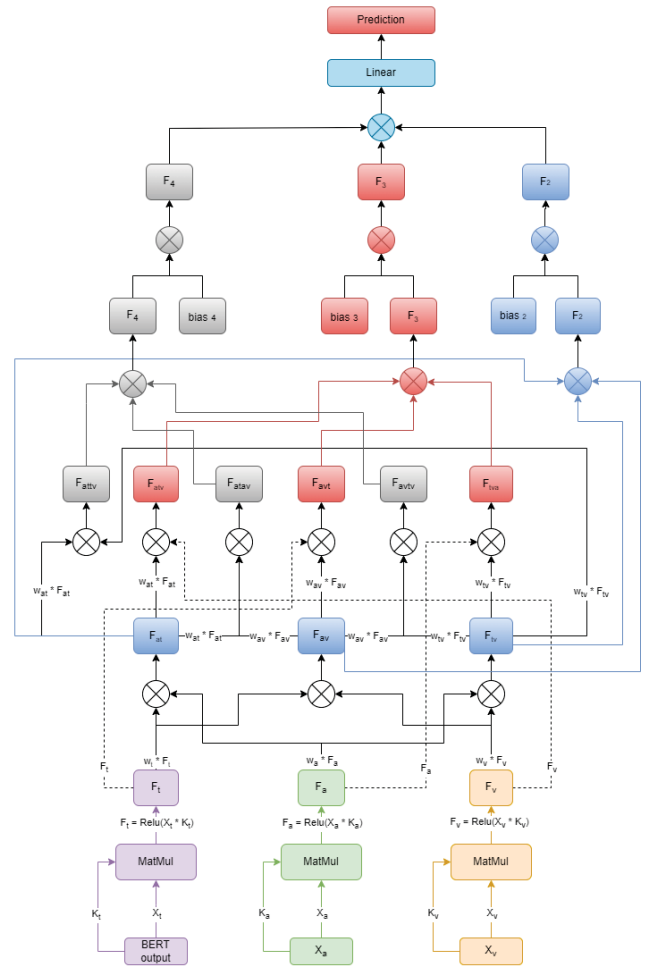 Prediction
Linear
F4
F3
F2
F4
bias 4
bias 3
F3
bias 2
F2
Fattv
Fatv
Fatav
Favt
Favtv
Ftva
wat * Fat
wat * Fat
wav * Fav
wtv * Ftv
wtv * Ftv
Fat
wat * Fat
wav * Fav
Fav
wav * Fav
wtv * Ftv
Ftv
Ft
wt * Ft
wa * Fa
Fa
wv * Fv
Fv
Ft
Fa
Fv
Ft = Relu(Xt * Kt)
Fa = Relu(Xa * Ka)
Fv = Relu(Xv * Kv)
MatMul
MatMul
MatMul
Kt
Xt
Ka
Xa
Kv
Xv
BERT
output
Xa
Xv